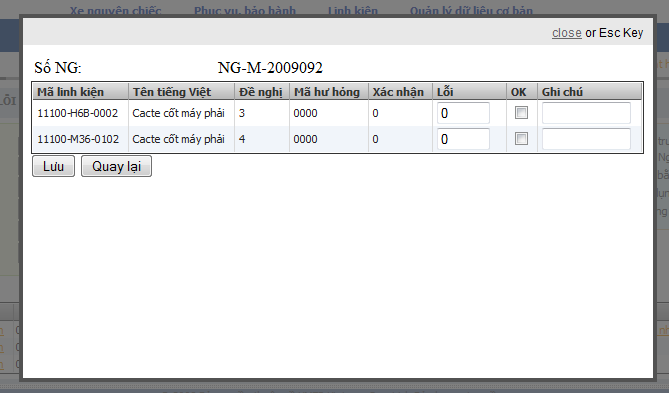 Xe nguyên chiếc Phục vụ, bảo hành Linh kiện Quản lý dữ liệu cơ bản
close or Esc Key
Số NG: NG-M-2009092
Mã linh kiện Tên tiếng Việt Đề nghị Mã hư hỏng Xác nhận Lỗi OK Ghi chú
11100-H6B-0002 Cacte cốt máy phải 3 0000 0 0
11100-M36-0102 Cacte cốt máy phải 4 0000 0 0
Lưu Quay lại